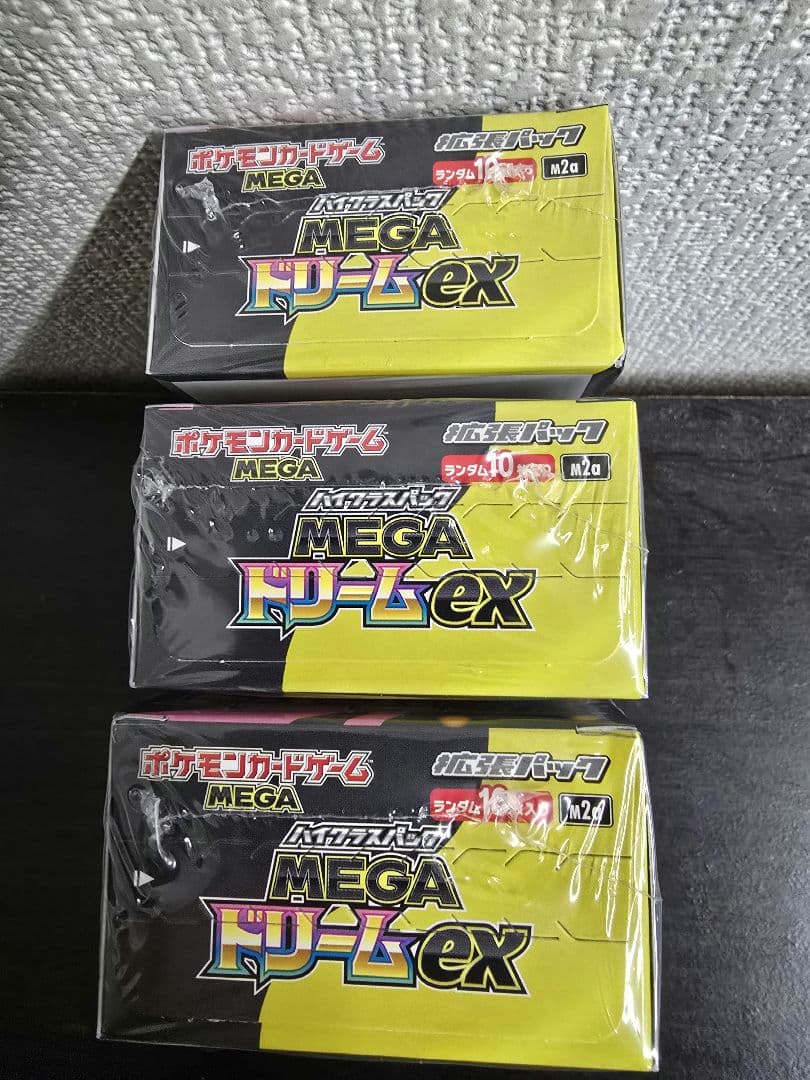 ポケモンカードゲーム
MEGA
拡張パック
ランダム10
M2a
ハイクラスパック
MEGA
ドリームex
ポケモンカードゲーム
MEGA
拡張パック
ランダム10
M2a
ハイクラスパック
MEGA
ドリームex
ポケモンカードゲーム
MEGA
拡張パック
ランダム10 入
M2a
ハイクラスパック
MEGA
ドリームex